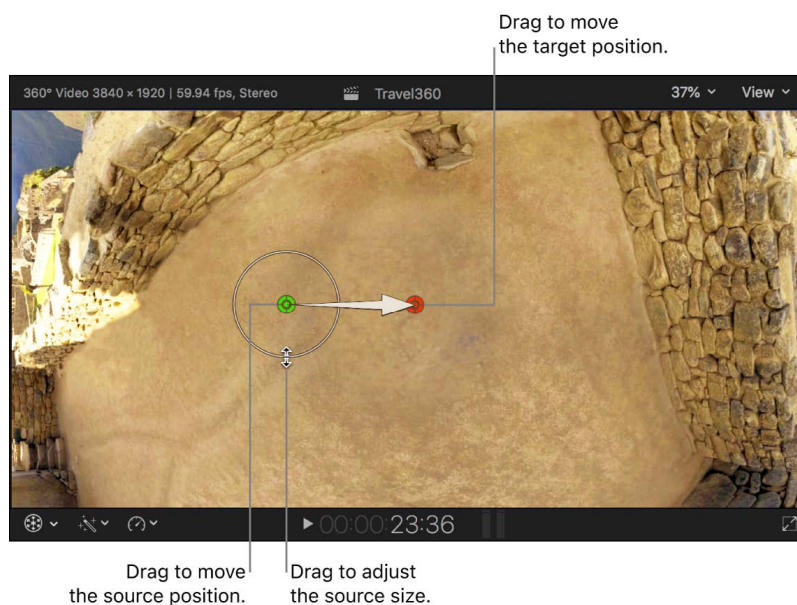 Drag to move
the target position.
360° Video 3840 × 1920 | 59.94 fps, Stereo
Travel360
37%
View
00:00:23:36
Drag to move
the source position.
Drag to adjust
the source size.